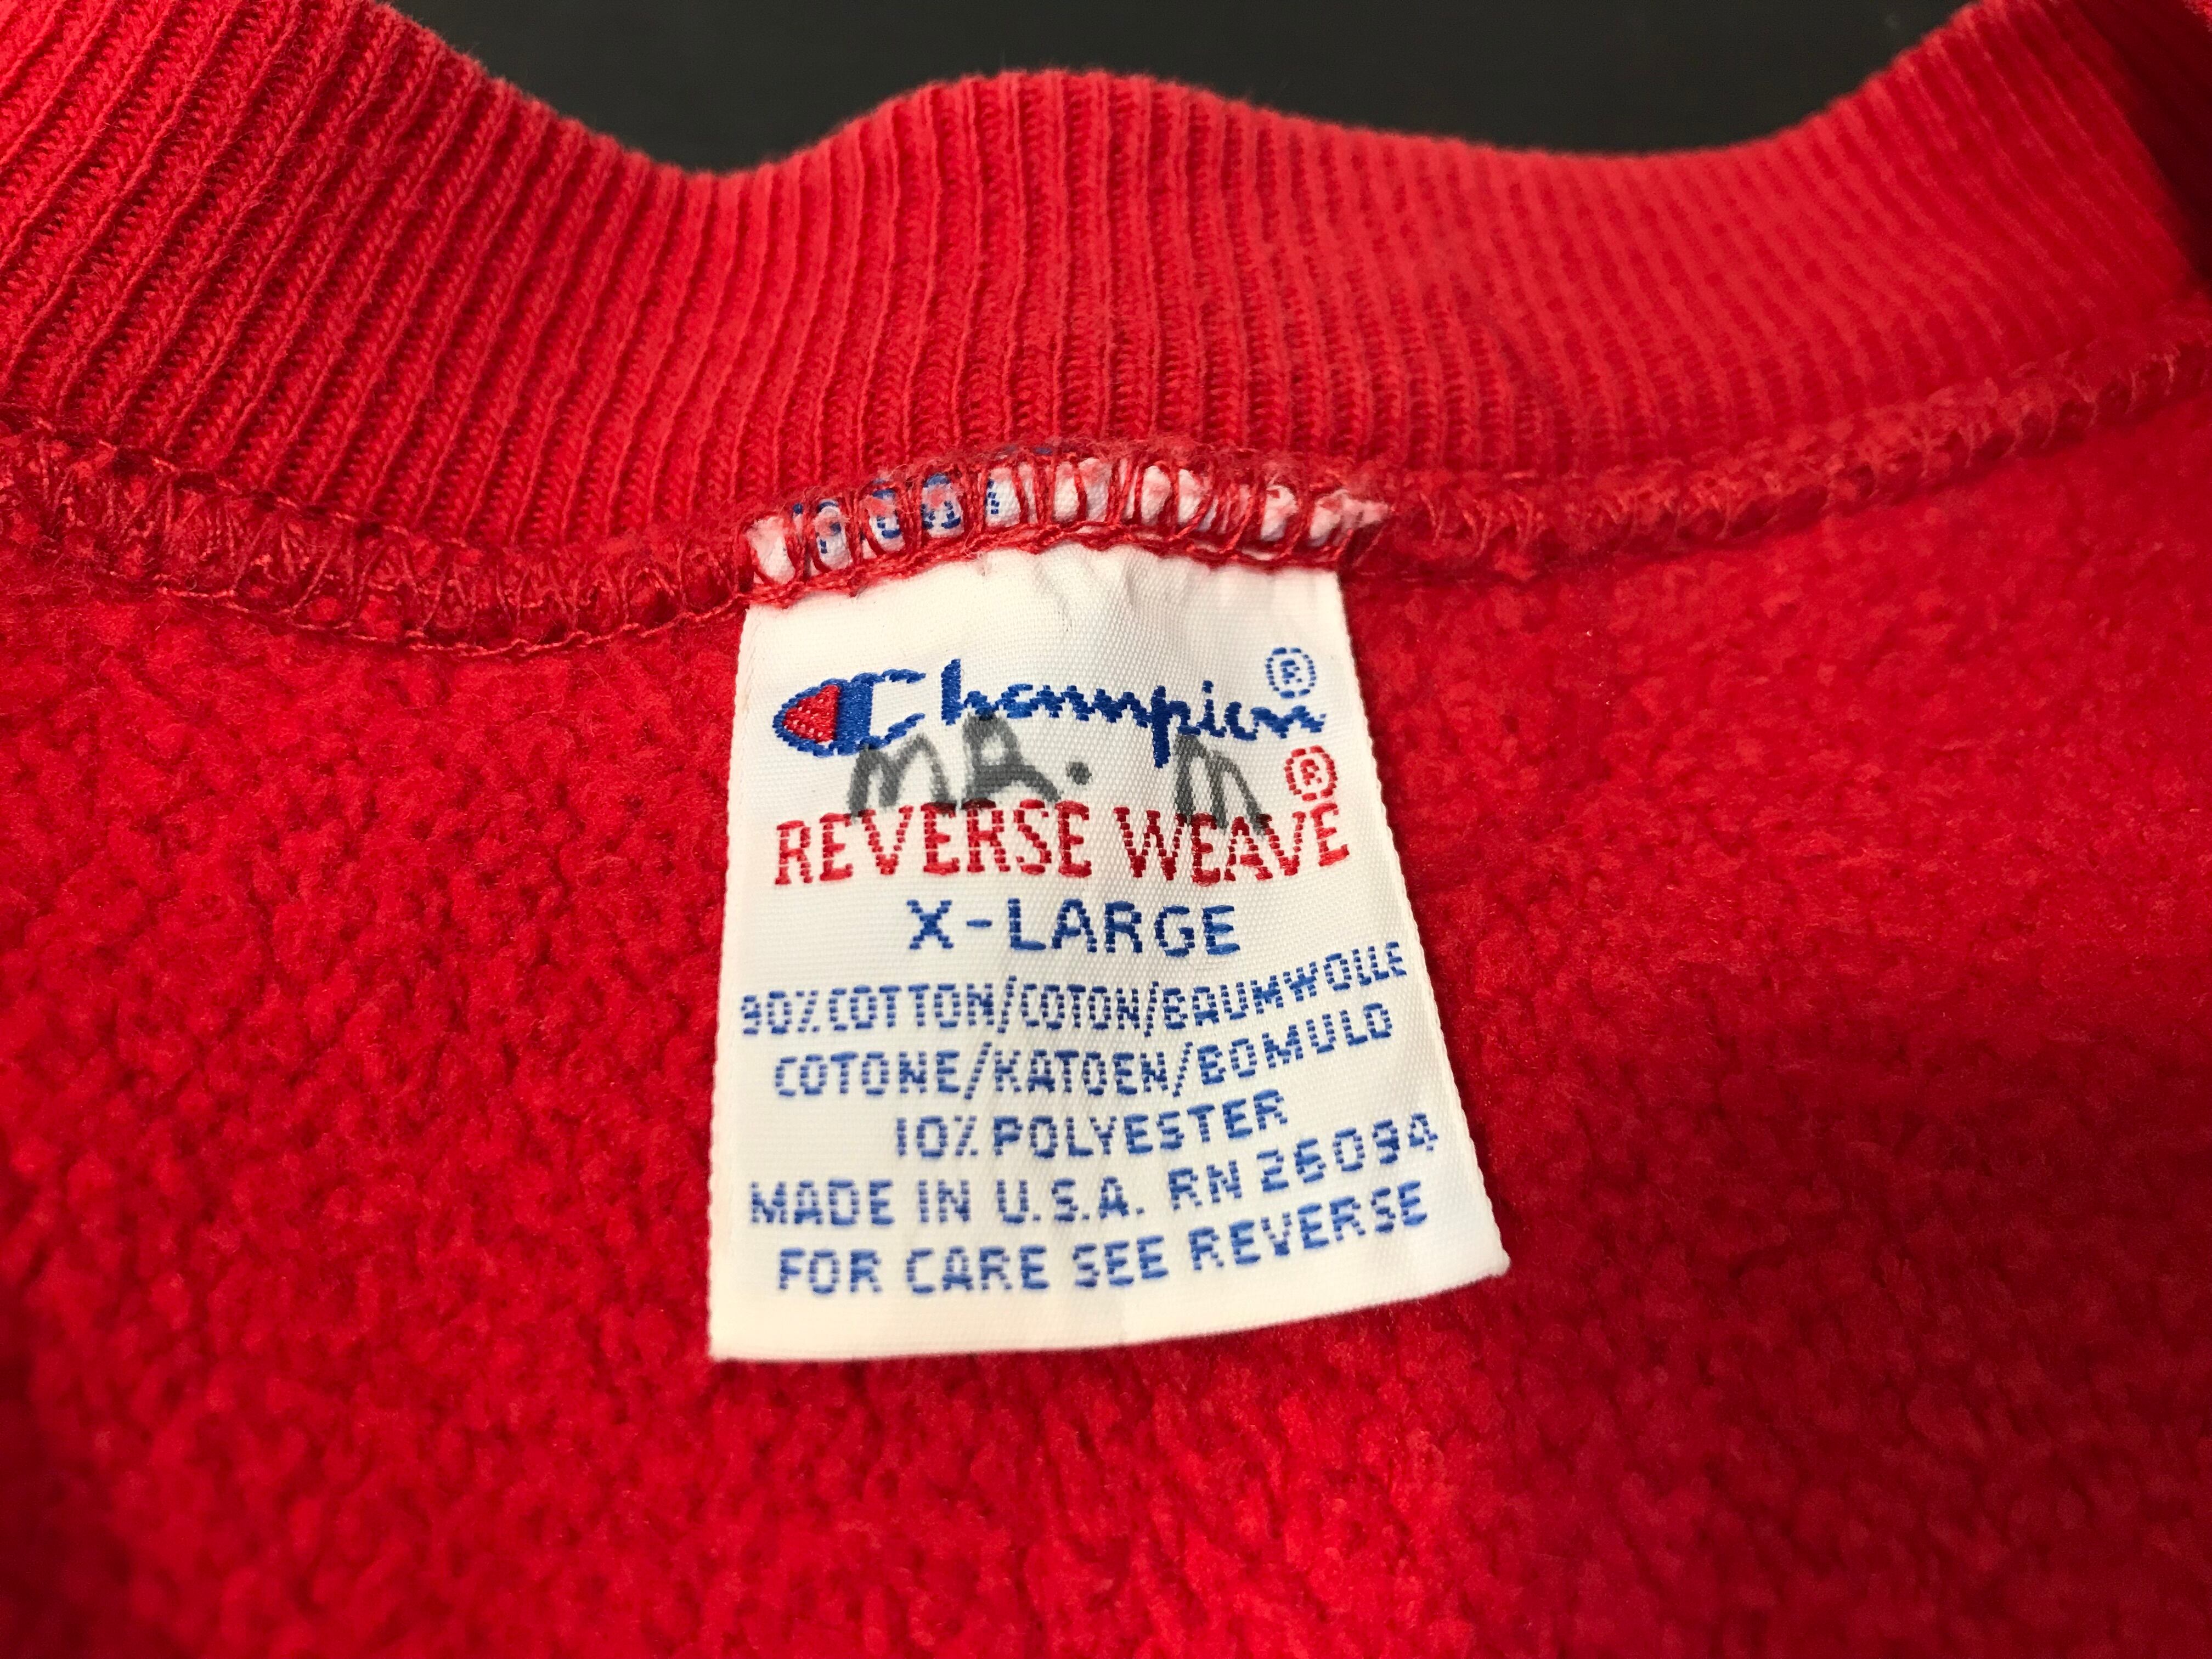 Champion®
MR. M
REVERSE WEAVE®
X-LARGE
90% COTTON/COTON/BAUMWOLLE
COTONE/KATOEN/BOMULD
10% POLYESTER
MADE IN U.S.A. RN 26094
FOR CARE SEE REVERSE